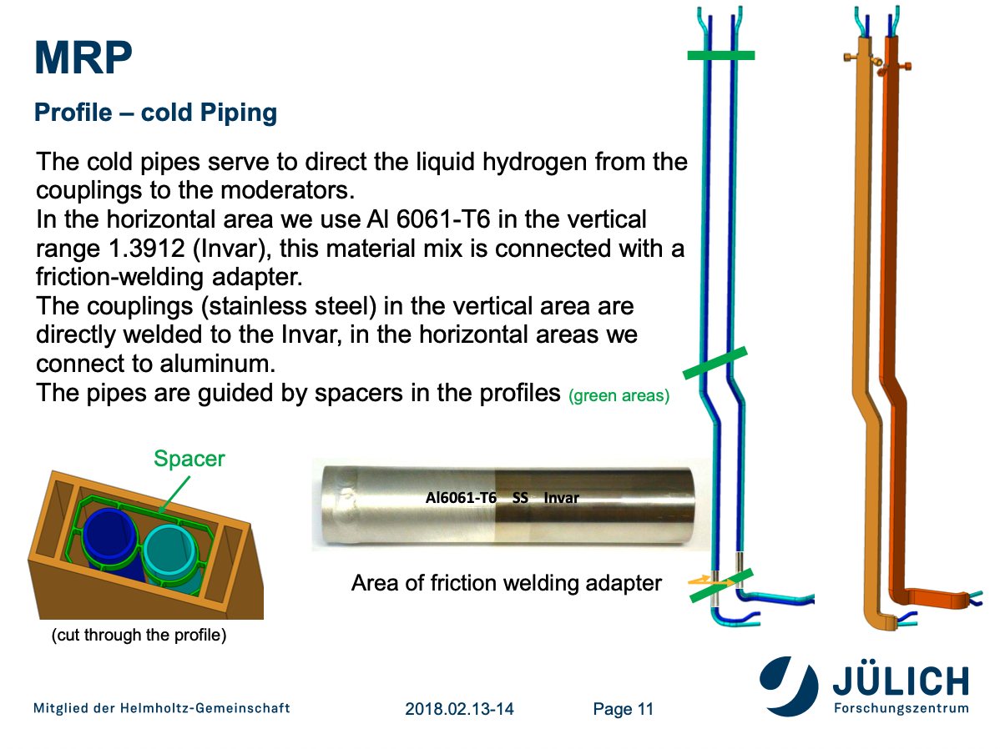 MRP
Profile – cold Piping
The cold pipes serve to direct the liquid hydrogen from the
couplings to the moderators.
In the horizontal area we use Al 6061-T6 in the vertical
range 1.3912 (Invar), this material mix is connected with a
friction-welding adapter.
The couplings (stainless steel) in the vertical area are
directly welded to the Invar, in the horizontal areas we
connect to aluminum.
The pipes are guided by spacers in the profiles (green areas)
Spacer
Al6061-T6 SS Invar
Area of friction welding adapter
(cut through the profile)
Mitglied der Helmholtz-Gemeinschaft
2018.02.13-14
Page 11
JÜLICH
Forschungszentrum